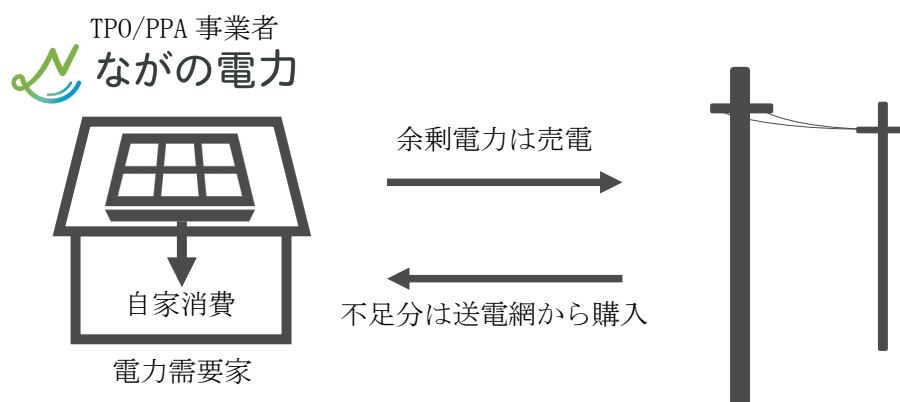 TPO/PPA 事業者
ながの電力
余剰電力は売電
自家消費
不足分は送電網から購入
電力需要家